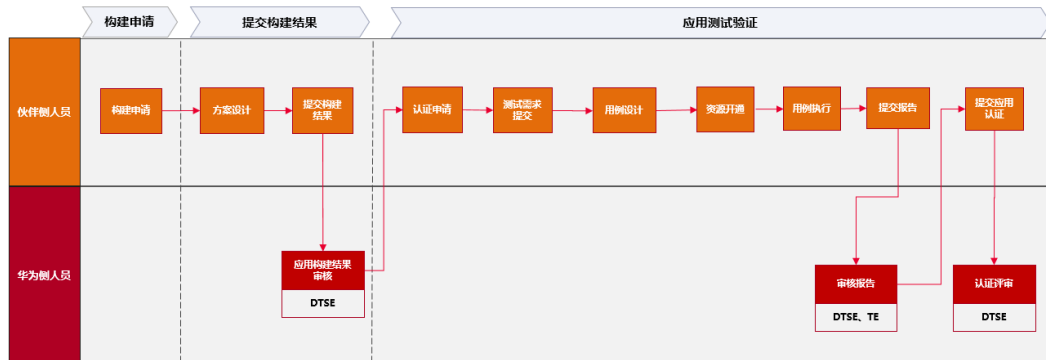 构建申请
提交构建结果
应用测试验证
伙伴侧人员
构建申请
方案设计
提交构建
结果
认证申请
测试需求
提交
用例设计
资源开通
用例执行
提交报告
提交应用
认证
华为侧人员
应用构建结果
审核
DTSE
审核报告
DTSE、TE
认证评审
DTSE